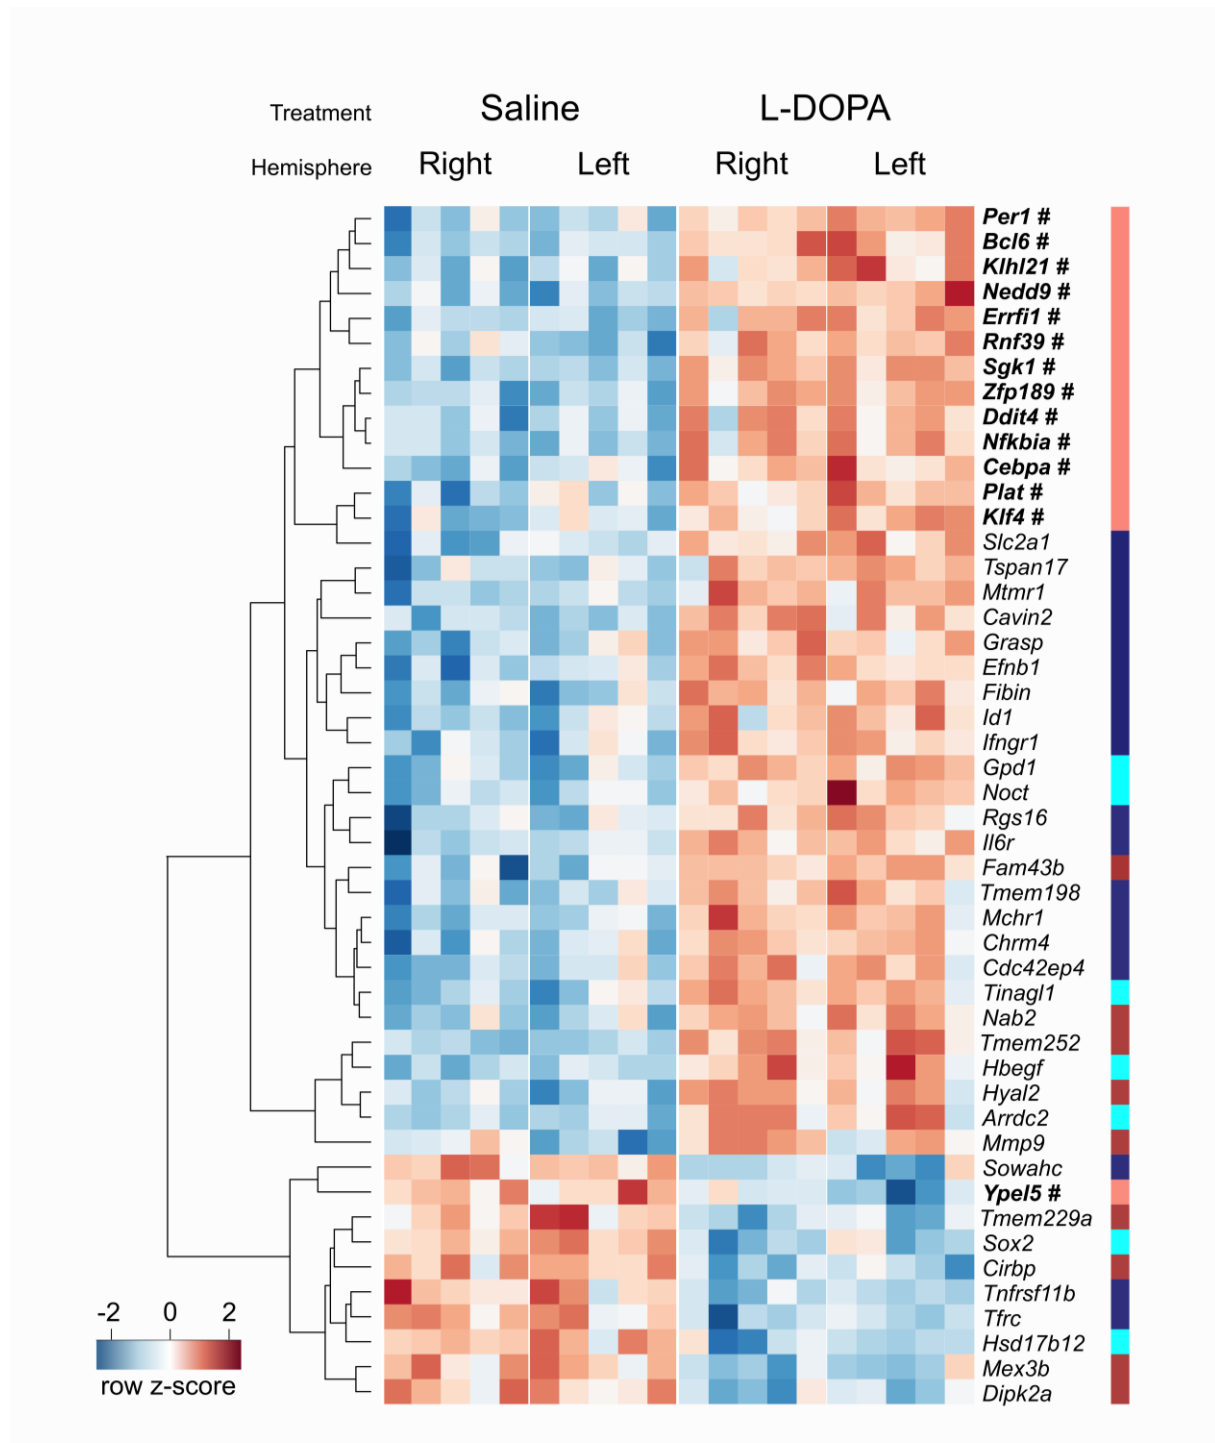 Treatment Saline L-DOPA
Hemisphere Right Left Right Left
Per1 #
Bcl6 #
Klhl21 #
Nedd9 #
Errfi1 #
Rnf39 #
Sgk1 #
Zfp189 #
Ddit4 #
Nfkbia #
Cebpa #
Plat #
Klf4 #
Slc2a1
Tspan17
Mtmr1
Cavin2
Grasp
Efnb1
Fibin
Id1
Ifngr1
Gpd1
Noct
Rgs16
Il6r
Fam43b
Tmem198
Mchr1
Chrm4
Cdc42ep4
Tinagl1
Nab2
Tmem252
Hbegf
Hyal2
Arrdc2
Mmp9
Sowahc
Ypel5 #
Tmem229a
Sox2
Cirbp
Tnfrsf11b
Tfrc
Hsd17b12
Mex3b
Dipk2a
-2 0 2
row z-score